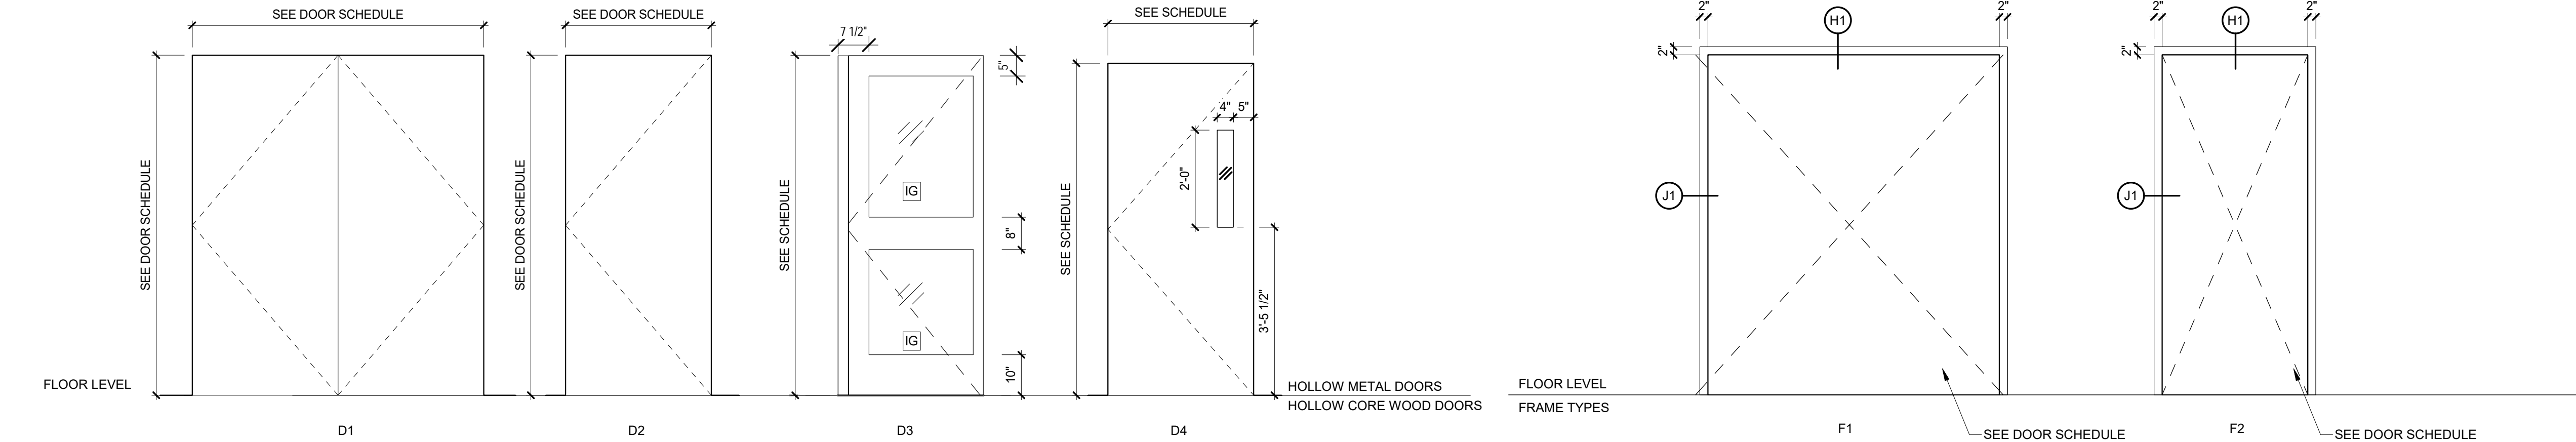 SEE DOOR SCHEDULE
SEE DOOR SCHEDULE
FLOOR LEVEL
D1
SEE DOOR SCHEDULE
SEE DOOR SCHEDULE
D2
7 1/2"
5"
SEE SCHEDULE
IG
8"
IG
10"
D3
SEE SCHEDULE
SEE SCHEDULE
4" 5"
2'-0"
3'-5 1/2"
D4
HOLLOW METAL DOORS
HOLLOW CORE WOOD DOORS
2" H1 2"
2"
J1
FLOOR LEVEL
FRAME TYPES
F1
SEE DOOR SCHEDULE
2" H1 2"
2"
J1
F2
SEE DOOR SCHEDULE